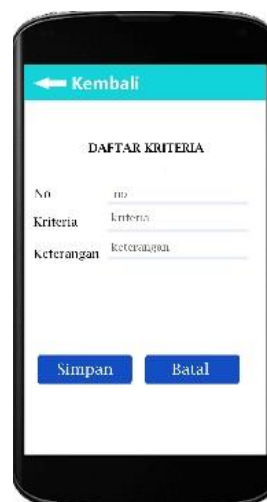 Kembali
DAFTAR KRITERIA
No no
Kriteria kriteria
Keterangan keterangan
Simpan Batal